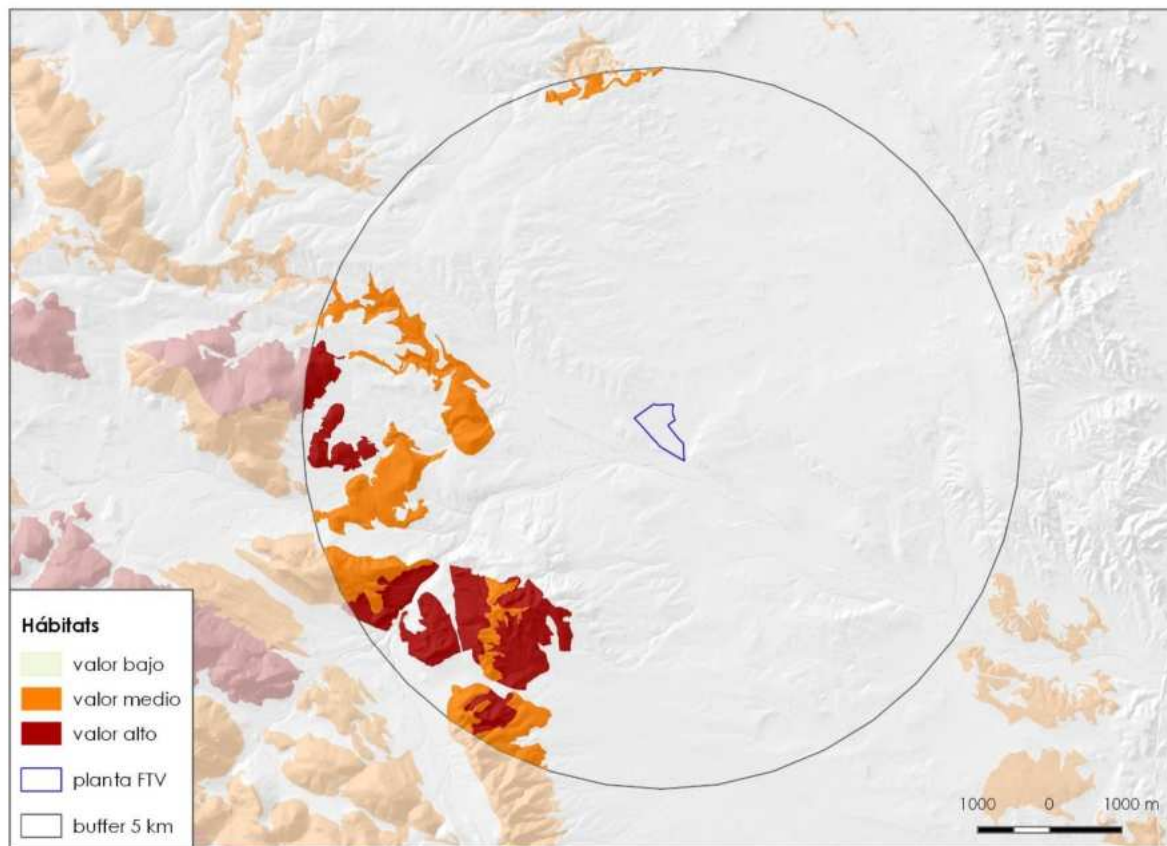 Hábitats
valor bajo
valor medio
valor alto
planta FTV
buffer 5 km
1000 0 1000 m